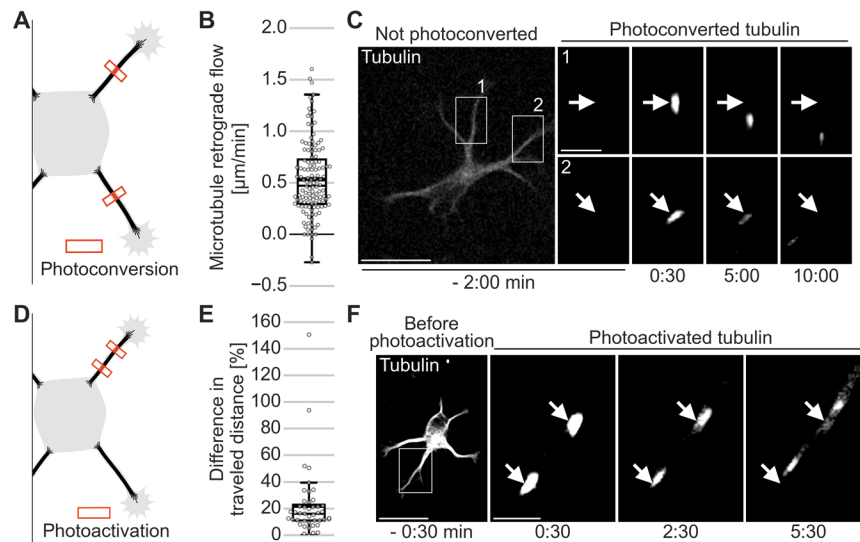 A
Photoconversion
B
Microtubule retrograde flow
[μm/min]
2.0
1.5
1.0
0.5
0.0
−0.5
C
Not photoconverted
Photoconverted tubulin
Tubulin
1
2
1
2
- 2:00 min
0:30
5:00
10:00
D
Photoactivation
E
Difference in
traveled distance [%]
160
140
120
100
80
60
40
20
0
F
Before
photoactivation
Photoactivated tubulin
Tubulin
- 0:30 min
0:30
2:30
5:30